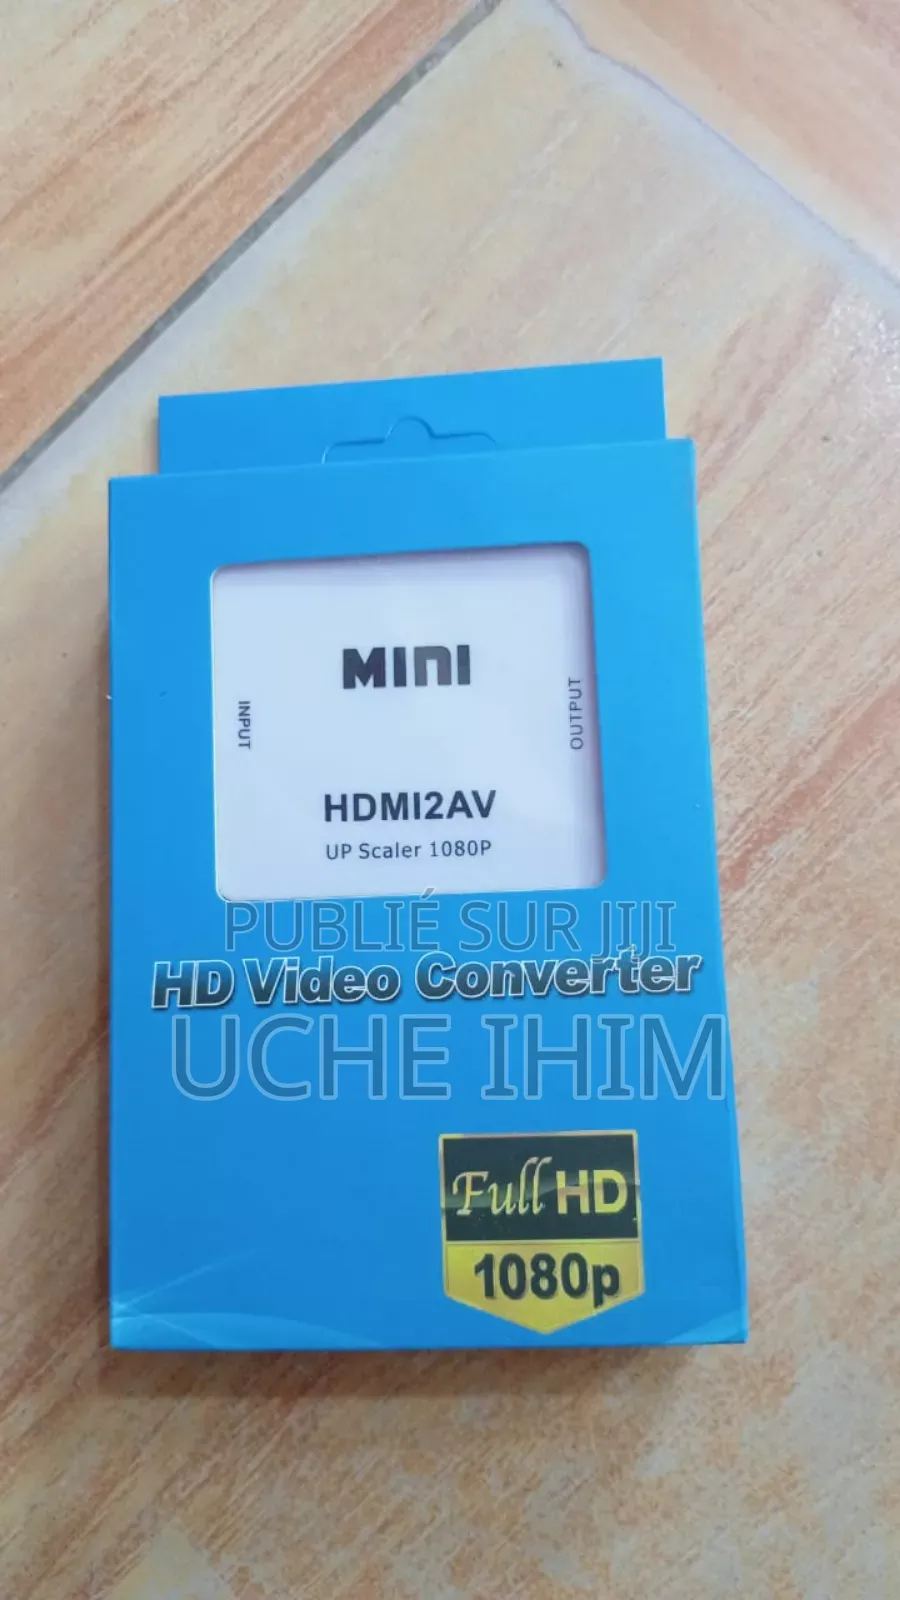 MINI
INPUT
OUTPUT
HDMI2AV
UP Scaler 1080P
PUBLIÉ SUR JIJI
HD Video Converter
UCHE IHIM
Full HD
1080p